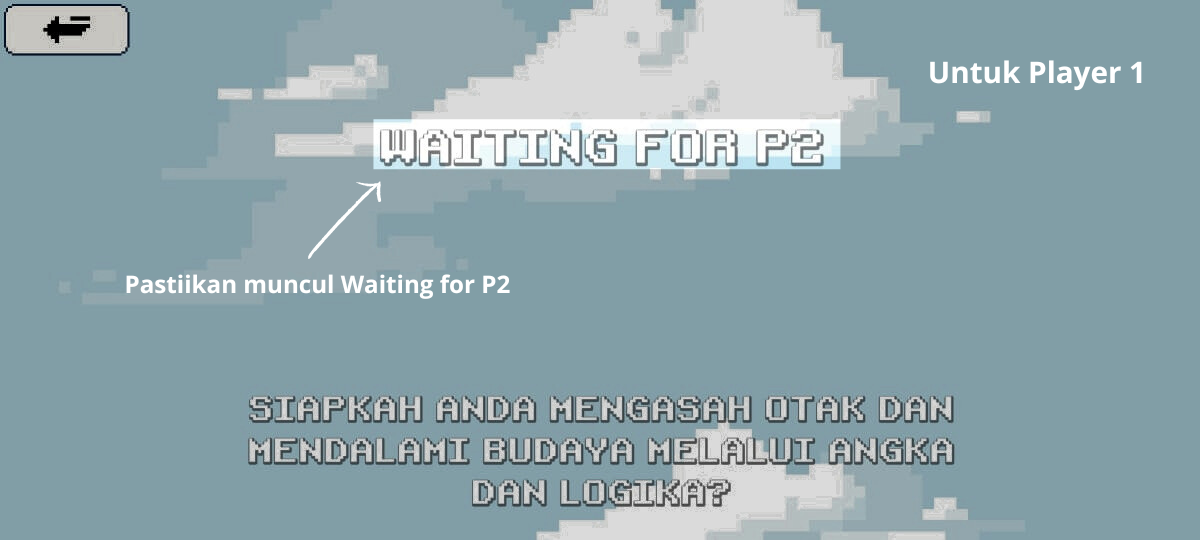 Untuk Player 1
WAITING FOR P2
Pastiikan muncul Waiting for P2
SIAPKAH ANDA MENGASAH OTAK DAN
MENDALAMI BUDAYA MELALUI ANGKA
DAN LOGIKA?